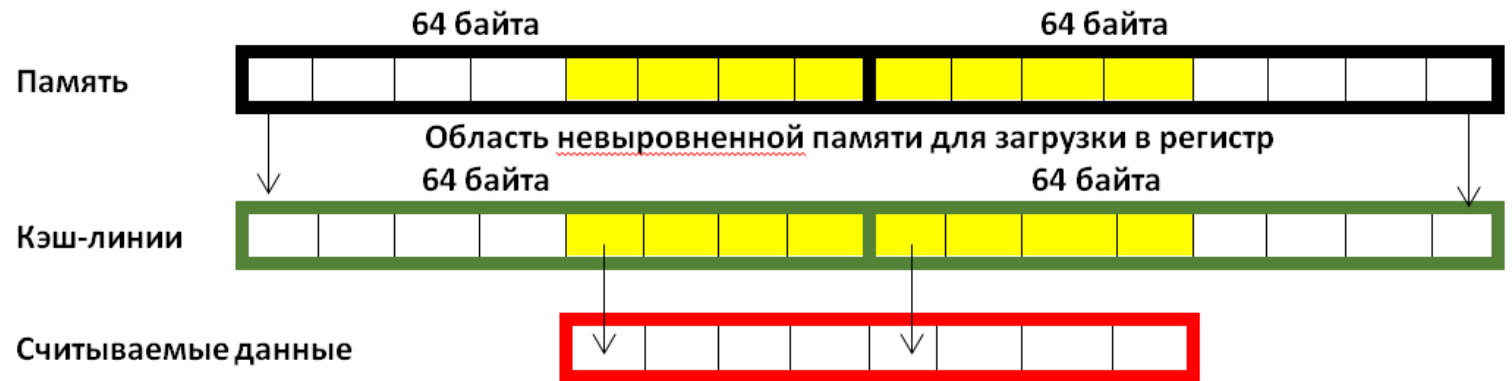 64 байта 64 байта
Память
Область невыровненной памяти для загрузки в регистр
64 байта 64 байта
Кэш-линии
Считываемые данные